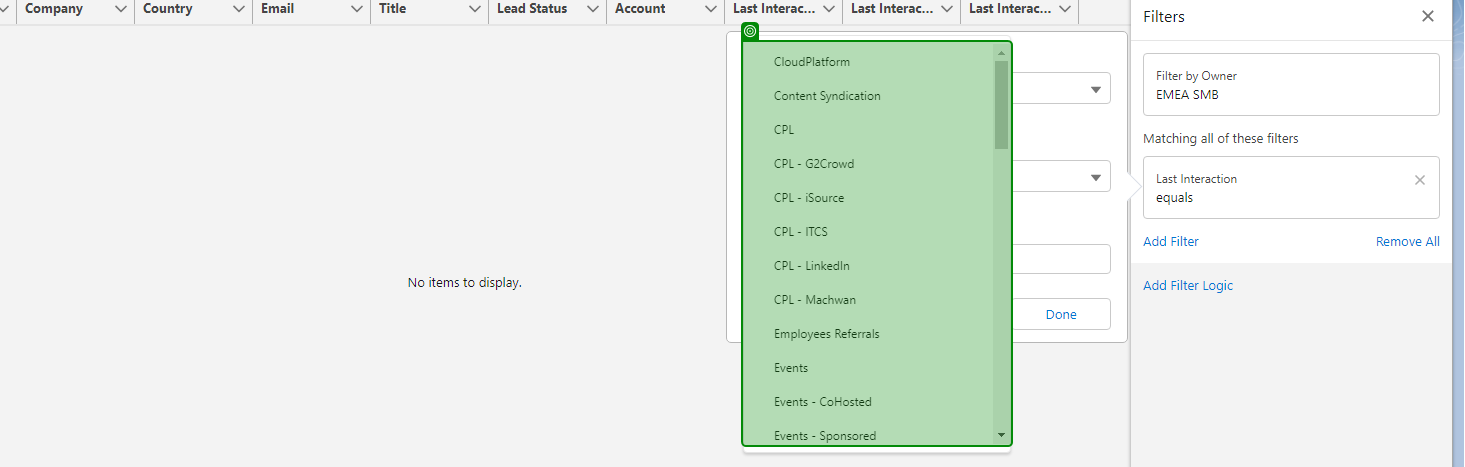 Company
Country
Email
Title
Lead Status
Account
Last Interac...
Last Interac...
Last Interac...
No items to display.
CloudPlatform
Content Syndication
CPL
CPL - G2Crowd
CPL - iSource
CPL - ITCS
CPL - LinkedIn
CPL - Machwan
Employees Referrals
Events
Events - CoHosted
Events - Sponsored
Done
Filters
Filter by Owner
EMEA SMB
Matching all of these filters
Last Interaction
equals
Add Filter
Remove All
Add Filter Logic